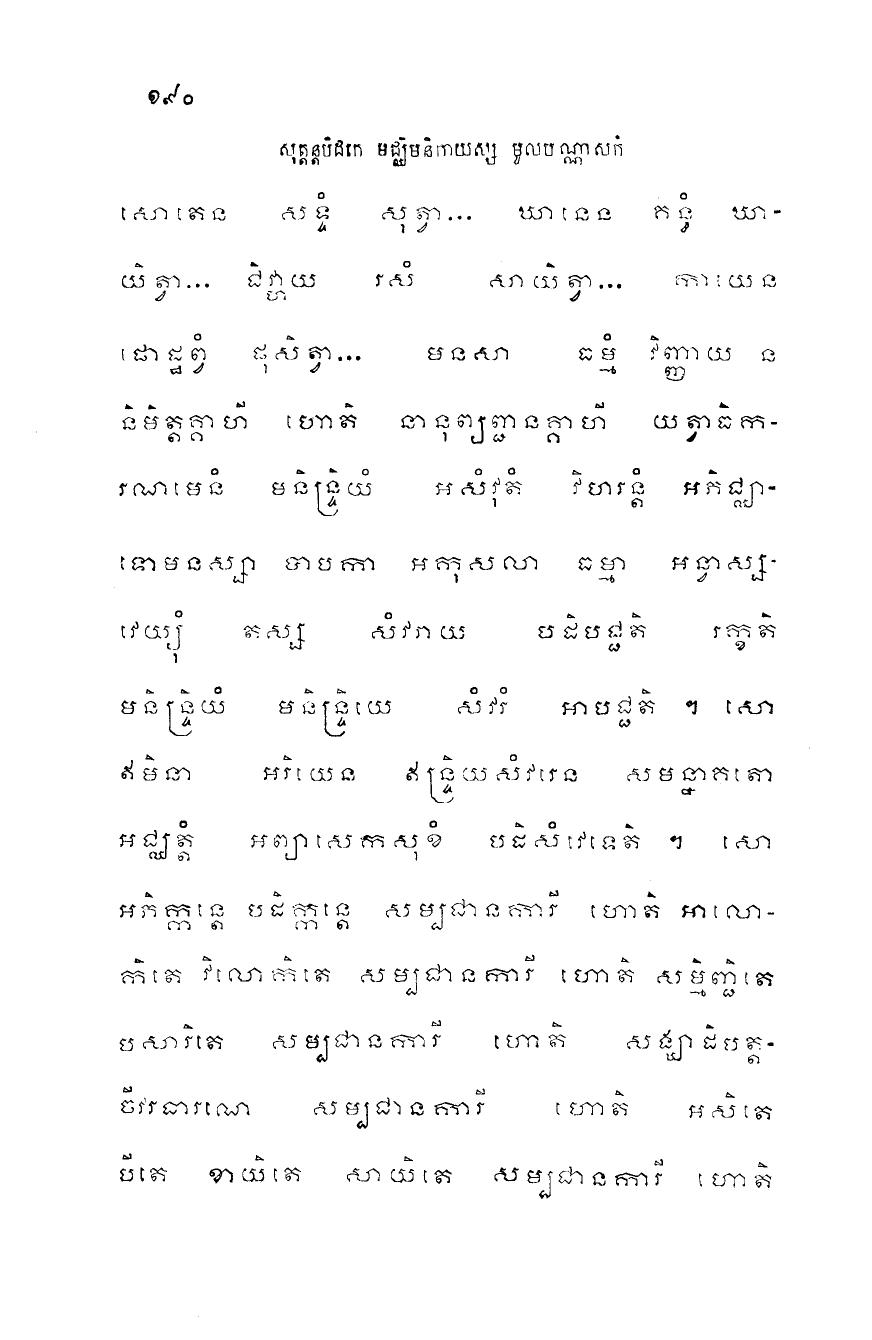 ១៩០
សុត្តន្តបិដកេ មជ្ឈិមនិកាយស្ស មូលបណ្ណាសកំ
សោតេន សទ្ទំ សុត្វា... ឃានេន គន្ធំ ឃា-
យិត្វា... ជិវ្ហាយ រសំ សាយិត្វា... កាយេន
ផោដ្ឋព្វំ ផុសិត្វា... មនសា ធម្មំ វិញ្ញាយ ន
និមិត្តគ្គាហី ហោតិ នានុព្យញ្ជនគ្គាហី យត្វាធិក-
រណមេនំ មនិន្ទ្រិយំ អសំវុតំ វិហរន្តំ អភិជ្ឈា-
ទោមនស្សា បាបកា អកុសលា ធម្មា អន្វាស្ស-
វេយ្យុំ តស្ស សំវរាយ បដិបជ្ជតិ រក្ខតិ
មនិន្ទ្រិយំ មនិន្ទ្រិយេ សំវរំ អាបជ្ជតិ ។ សោ
ឥមិនា អរិយេន ឥន្ទ្រិយសំវរេន សមន្នាគតោ
អជ្ឈត្តំ អព្យាសេកសុខំ បដិសំវេទេតិ ។ សោ
អភិក្កន្តេ បដិក្កន្តេ សម្បជានការី ហោតិ អាលោ-
កិតេ វិលោកិតេ សម្បជានការី ហោតិ សម្មិញ្ជិតេ
បសារិតេ សម្បជានការី ហោតិ សង្ឃាដិបត្ត-
ចីវរធារណេ សម្បជានការី ហោតិ អសិតេ
បីតេ ខាយិតេ សាយិតេ សម្បជានការី ហោតិ